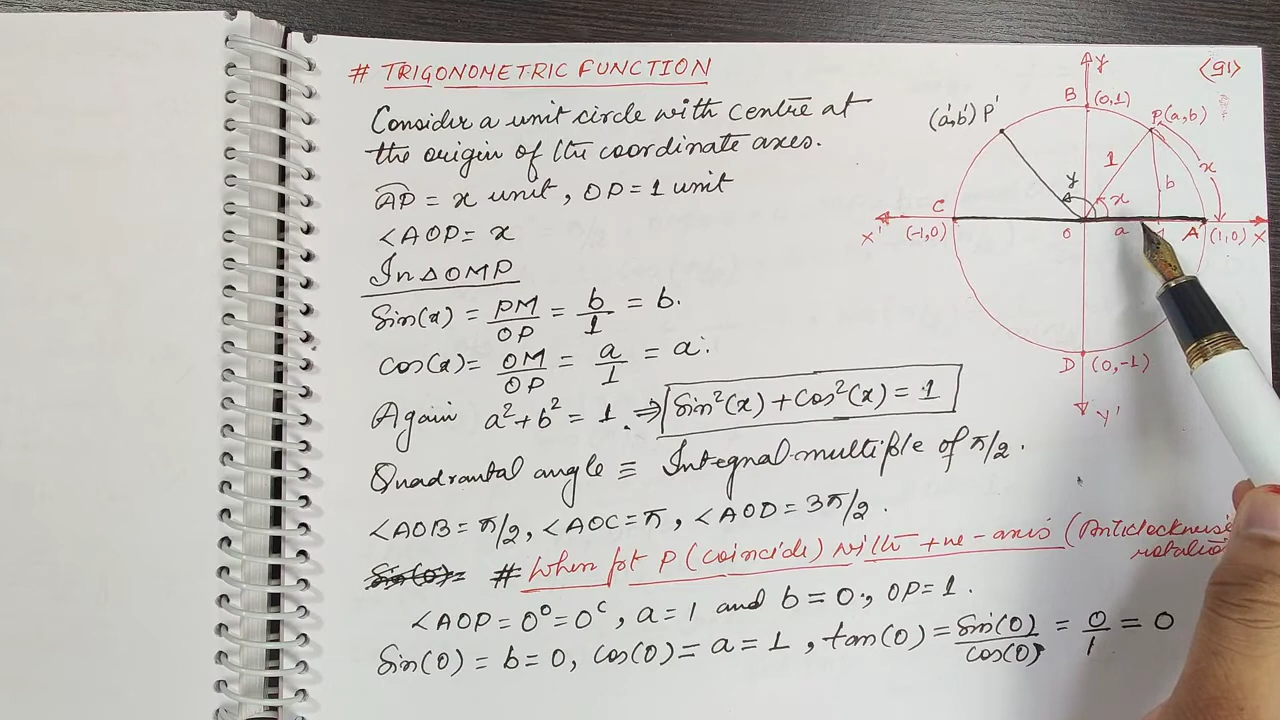 # TRIGONOMETRIC FUNCTION
<91>
Consider a unit circle with centre at
the origin of the coordinate axes.
AP = x unit, OP = 1 unit
<AOP = x
In △OMP
Sin(x) = PM/OP = b/1 = b.
Cos(x) = OM/OP = a/1 = a.
Again a²+b² = 1. ⇒ Sin²(x) + Cos²(x) = 1
Quadrantal angle ≡ Integral multiple of π/2.
<AOB = π/2, <AOC = π, <AOD = 3π/2.
# When pt P (coincide) with +ve-axis (Anticlockwise
rotation
<AOP = 0° = 0ᶜ, a = 1 and b = 0, OP = 1.
Sin(0) = b = 0, Cos(0) = a = 1, tan(0) = Sin(0)/cos(0) = 0/1 = 0
Y
B (0,1)
(a',b') P'
P(a,b)
1
x
y
x
b
C
X'
(-1,0)
O
a
A
(1,0)
X
D (0,-1)
Y'